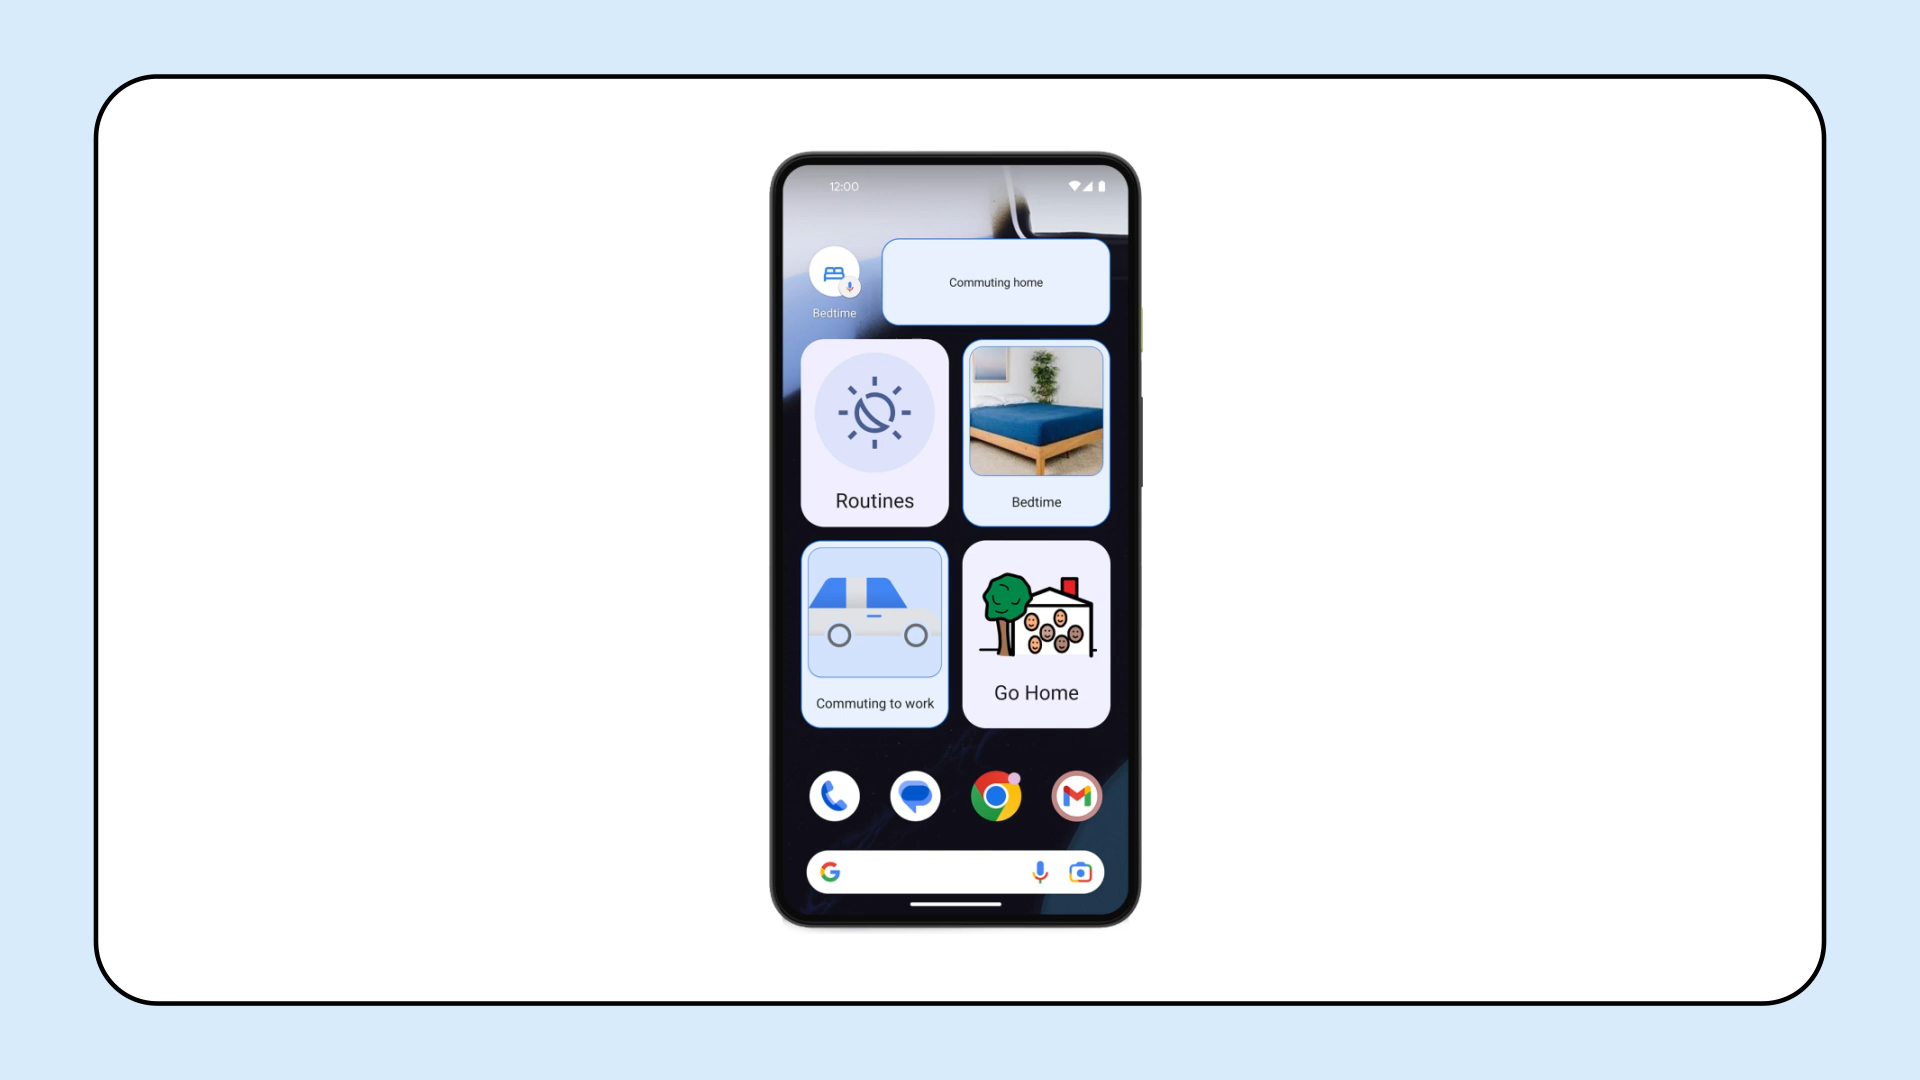 12:00
Bedtime
Commuting home
Routines
Bedtime
Commuting to work
Go Home